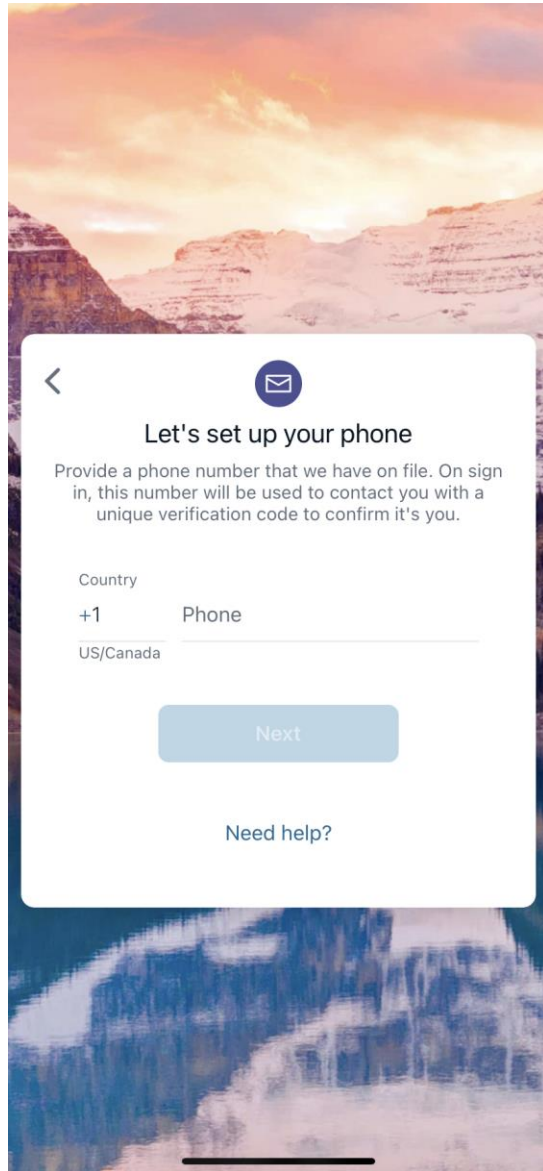 Let's set up your phone
Provide a phone number that we have on file. On sign
in, this number will be used to contact you with a
unique verification code to confirm it's you.
Country
+1 Phone
US/Canada
Next
Need help?